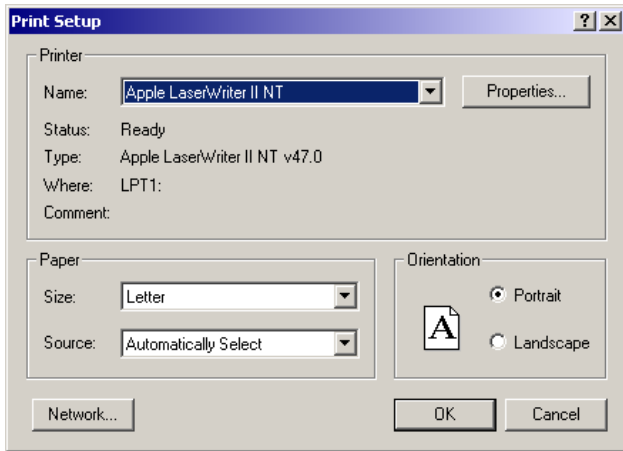 Print Setup
Printer
Name: Apple LaserWriter II NT Properties...
Status: Ready
Type: Apple LaserWriter II NT v47.0
Where: LPT1:
Comment:
Paper
Size: Letter
Source: Automatically Select
Orientation
A
Portrait
Landscape
Network... OK Cancel